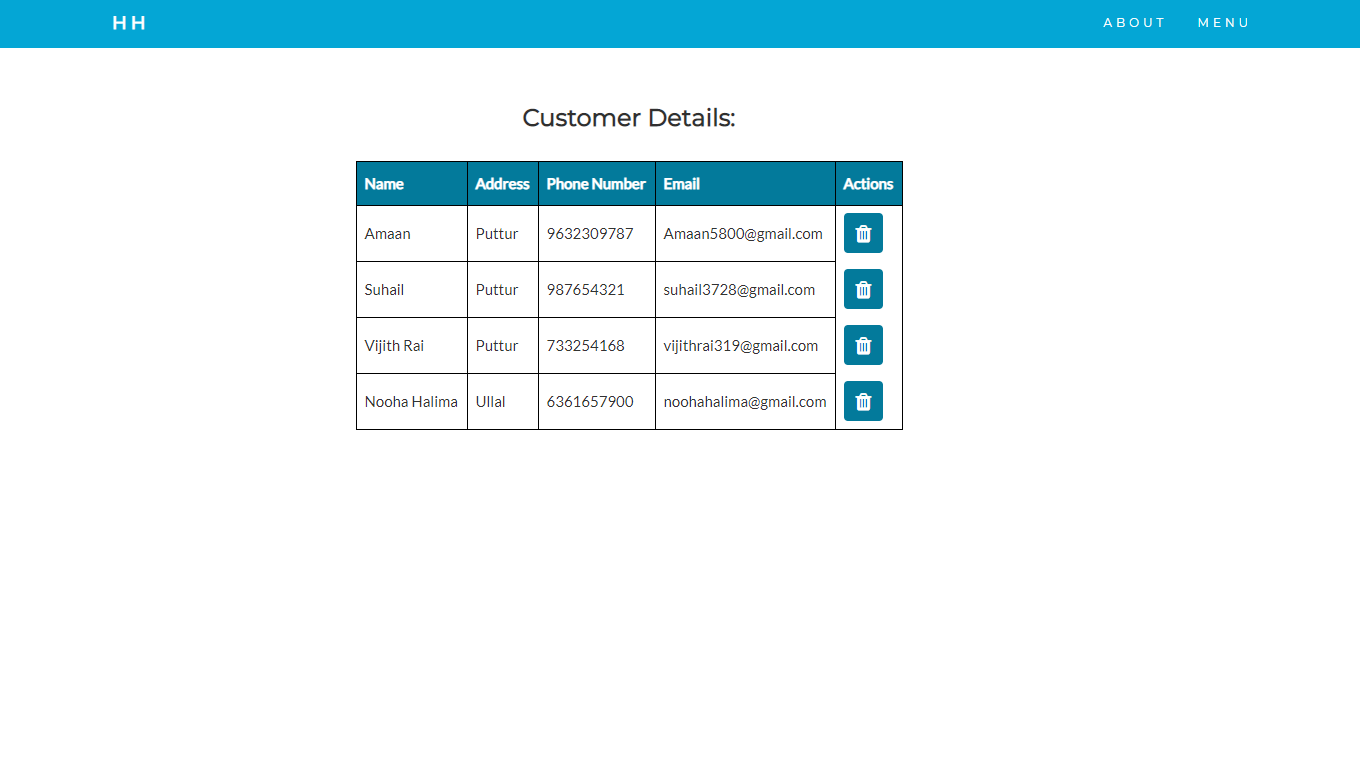 HH ABOUT MENU
Customer Details:
Name Address Phone Number Email Actions
Amaan Puttur 9632309787 Amaan5800@gmail.com
Suhail Puttur 987654321 suhail3728@gmail.com
Vijith Rai Puttur 733254168 vijithrai319@gmail.com
Nooha Halima Ullal 6361657900 noohahalima@gmail.com